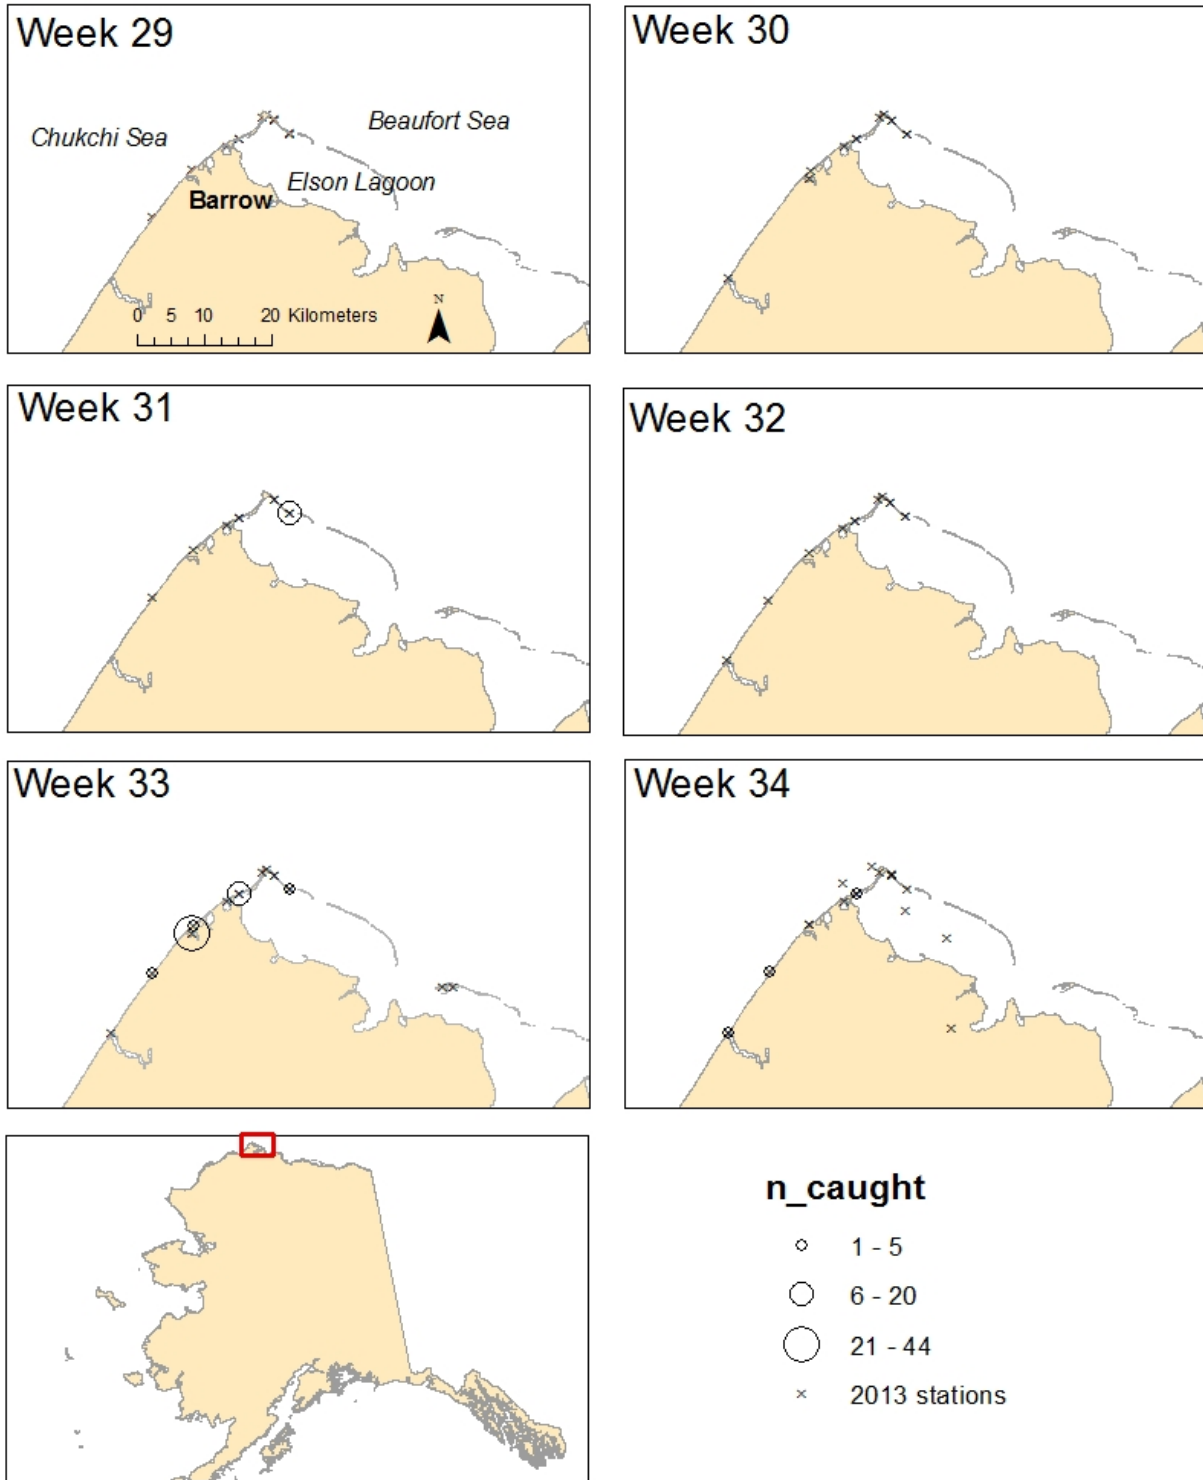 Week 29
Week 30
Chukchi Sea
Beaufort Sea
Elson Lagoon
Barrow
0 5 10 20 Kilometers
N
Week 31
Week 32
Week 33
Week 34
n_caught
1 - 5
6 - 20
21 - 44
2013 stations